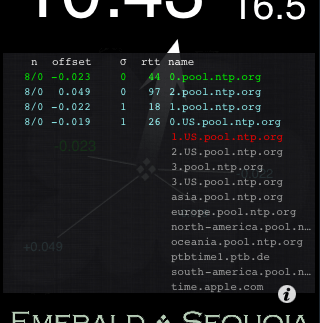 10:45 16.5
n offset σ rtt name
8/0 -0.023 0 44 0.pool.ntp.org
8/0 0.049 0 97 2.pool.ntp.org
8/0 -0.022 1 18 1.pool.ntp.org
8/0 -0.019 1 26 0.US.pool.ntp.org
1.US.pool.ntp.org
-0.023
2.US.pool.ntp.org
3.pool.ntp.org
3.US.pool.ntp.org
asia.pool.ntp.org
europe.pool.ntp.org
north-america.pool.n…
oceania.pool.ntp.org
+0.049
ptbtime1.ptb.de
south-america.pool.n…
time.apple.com
i
EMERALD SEQUOIA